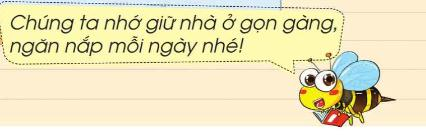 Chúng ta nhớ giữ nhà ở gọn gàng,
ngăn nắp mỗi ngày nhé!